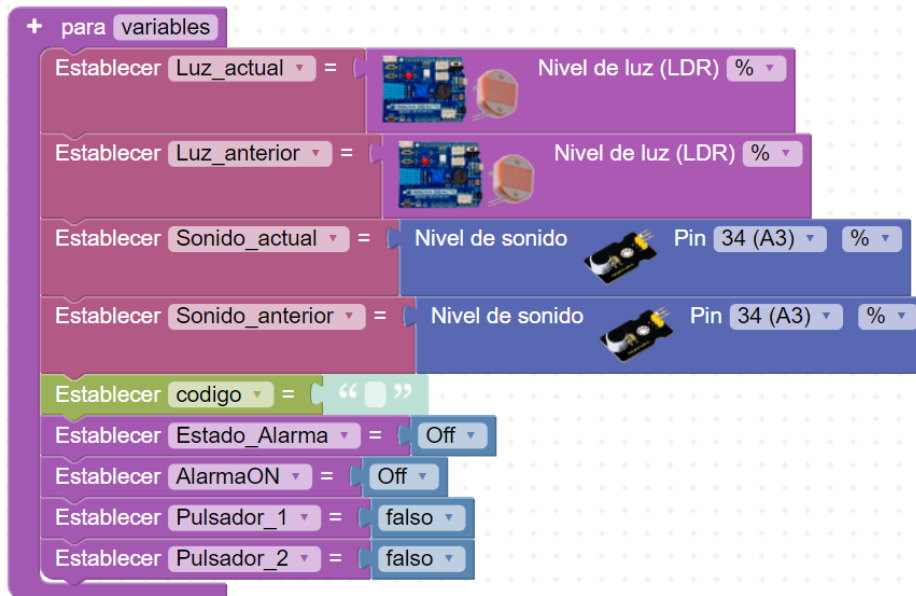 + para variables
Establecer Luz_actual = Nivel de luz (LDR) %
Establecer Luz_anterior = Nivel de luz (LDR) %
Establecer Sonido_actual = Nivel de sonido Pin 34 (A3) %
Establecer Sonido_anterior = Nivel de sonido Pin 34 (A3) %
Establecer codigo = “ ”
Establecer Estado_Alarma = Off
Establecer AlarmaON = Off
Establecer Pulsador_1 = falso
Establecer Pulsador_2 = falso